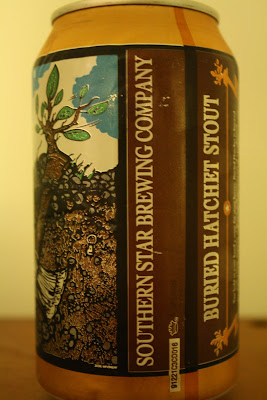 SOUTHERN STAR BREWING COMPANY
BURIED HATCHET STOUT